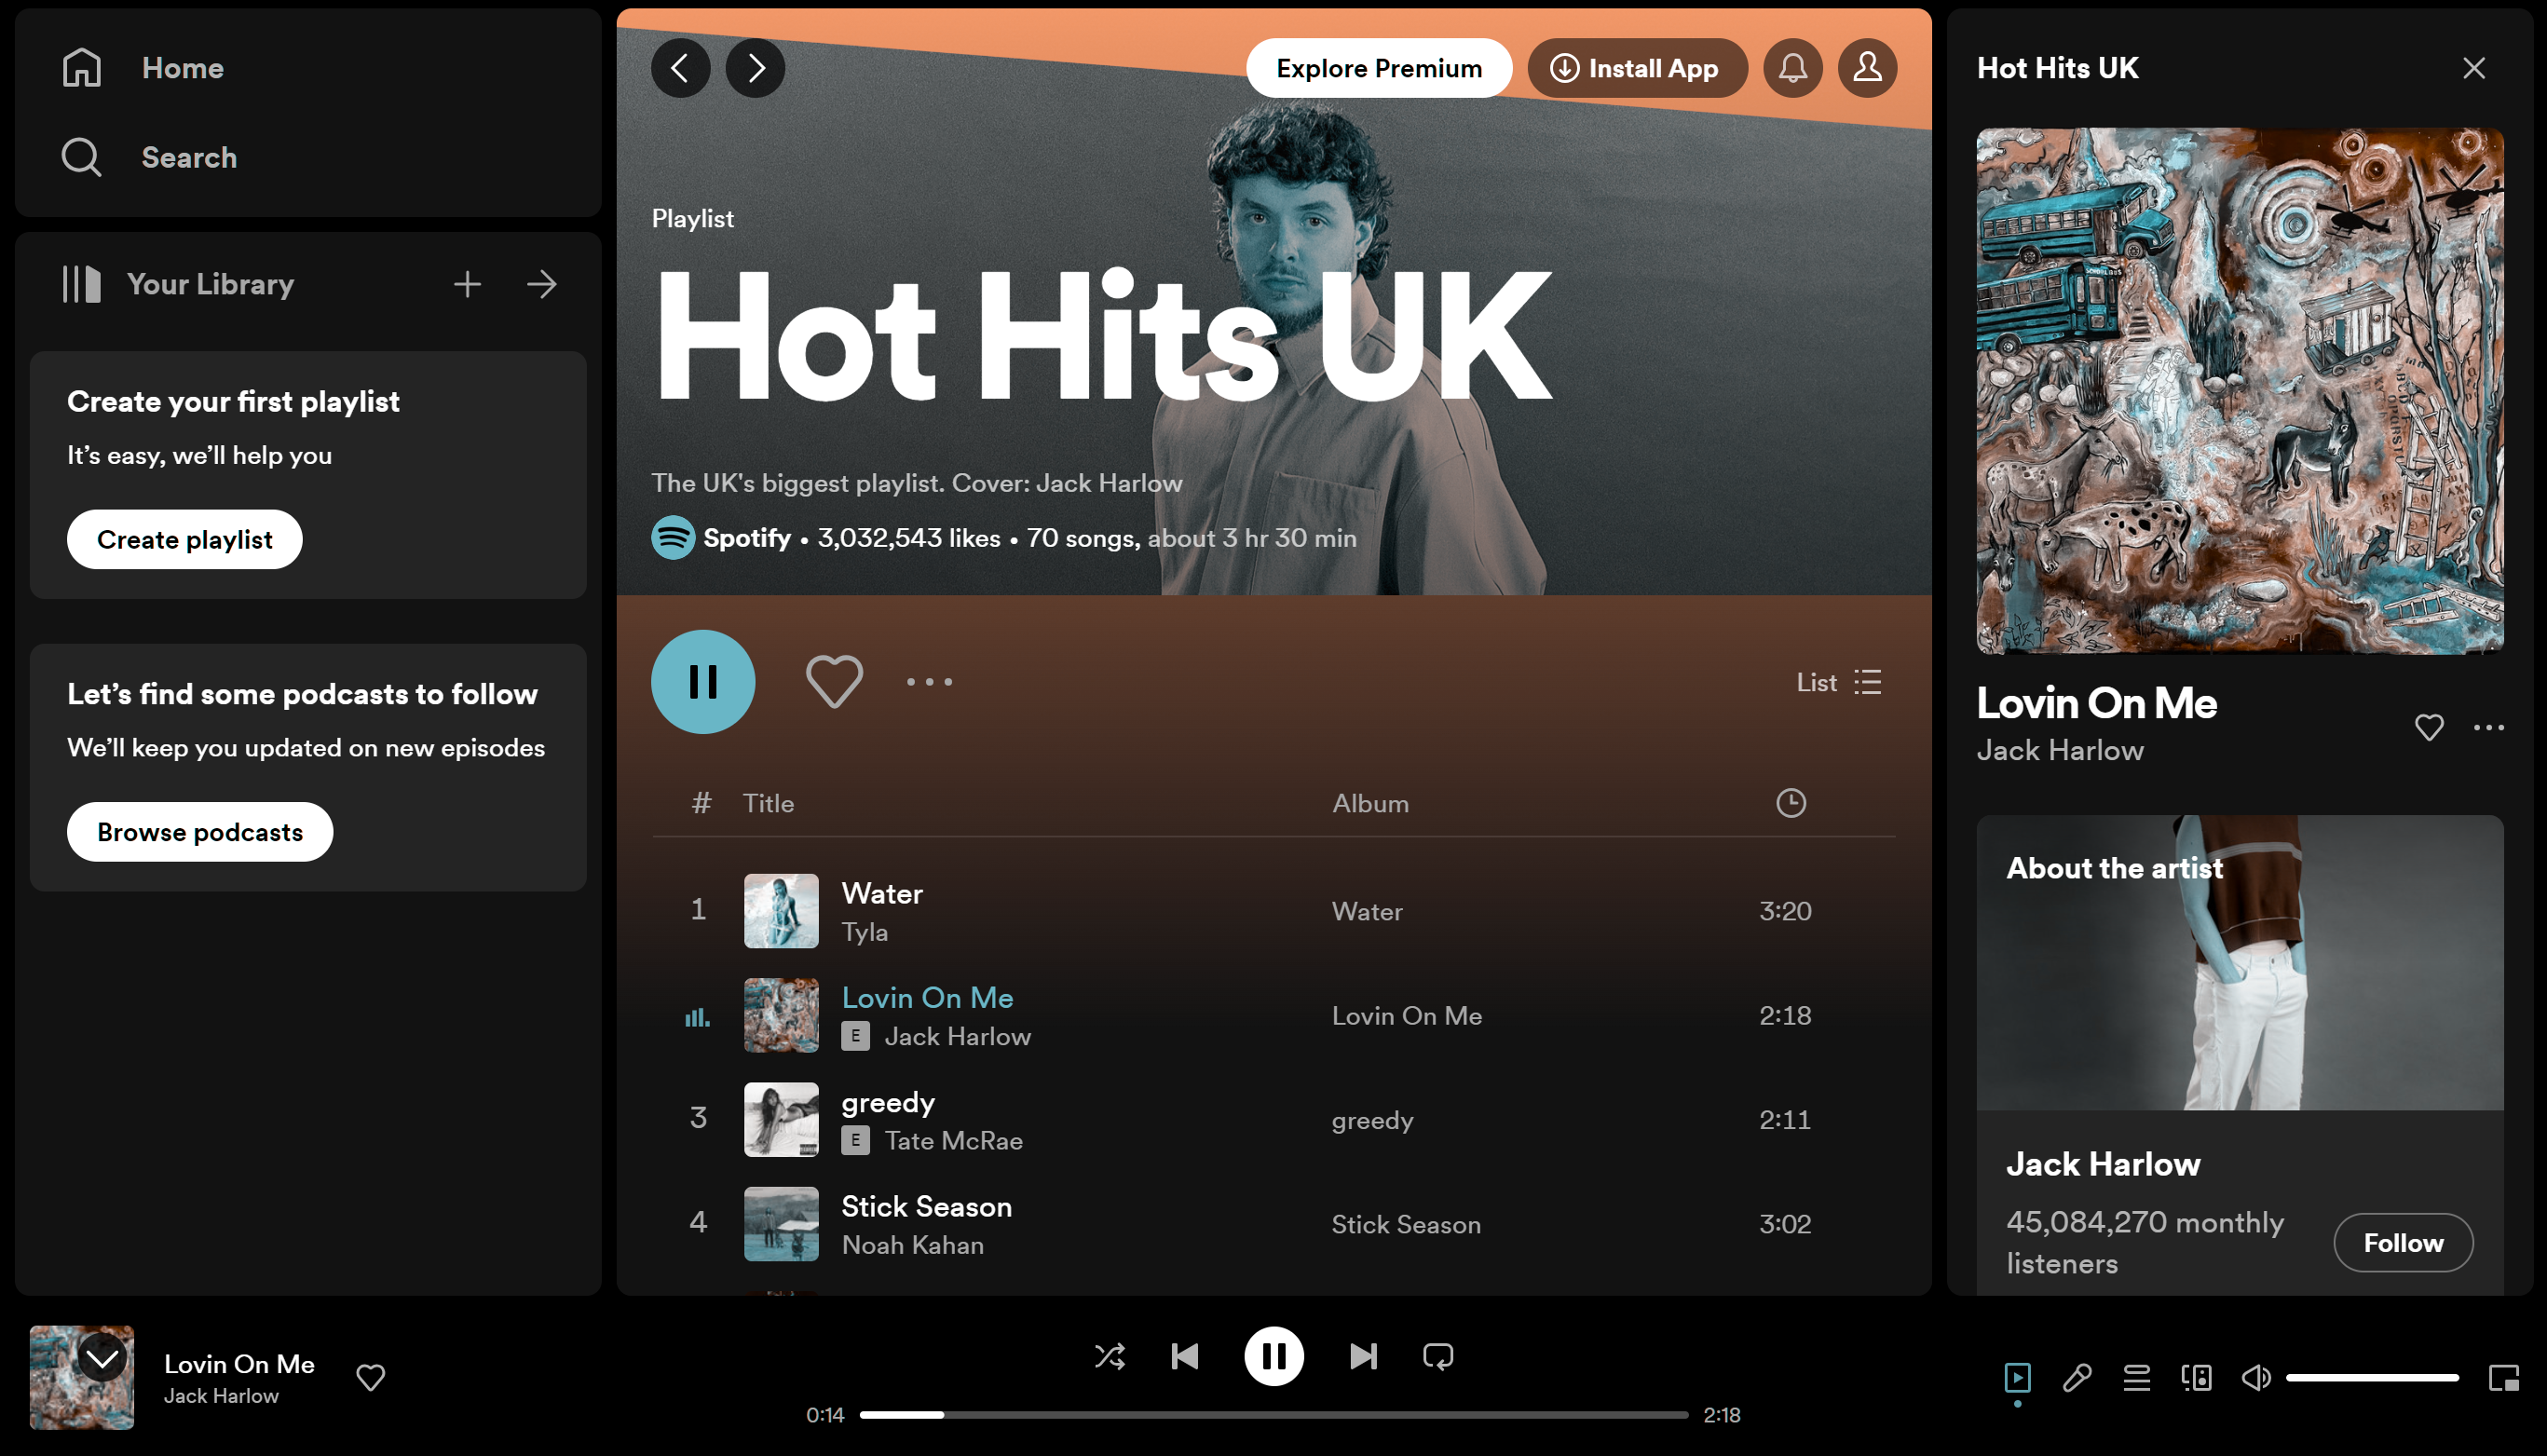 Home
Search
Your Library
Create your first playlist
It’s easy, we’ll help you
Create playlist
Let’s find some podcasts to follow
We’ll keep you updated on new episodes
Browse podcasts
Explore Premium
Install App
Playlist
Hot Hits UK
The UK's biggest playlist. Cover: Jack Harlow
Spotify • 3,032,543 likes • 70 songs, about 3 hr 30 min
List
# Title Album
1 Water Water 3:20
Tyla
Lovin On Me Lovin On Me 2:18
E Jack Harlow
3 greedy greedy 2:11
E Tate McRae
4 Stick Season Stick Season 3:02
Noah Kahan
Hot Hits UK
SCHOOL BUS
Lovin On Me
Jack Harlow
About the artist
Jack Harlow
45,084,270 monthly
listeners
Follow
Lovin On Me
Jack Harlow
0:14
2:18